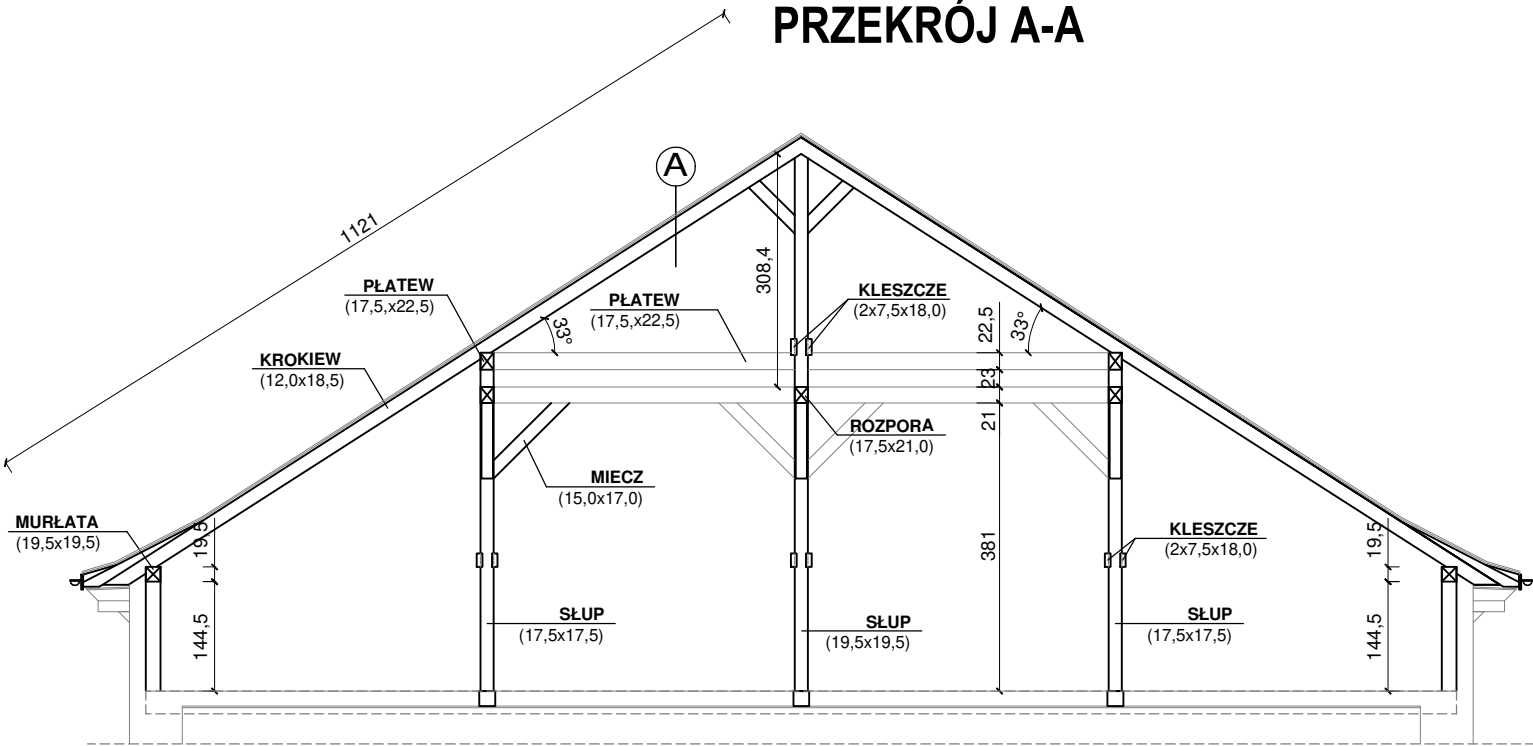 PRZEKRÓJ A-A
A
1121
308,4
PŁATEW
(17,5,x22,5)
PŁATEW
(17,5,x22,5)
KLESZCZE
(2x7,5x18,0)
33°
33°
22,5
23
21
KROKIEW
(12,0x18,5)
ROZPORA
(17,5x21,0)
MIECZ
(15,0x17,0)
MURŁATA
(19,5x19,5)
19,5
381
KLESZCZE
(2x7,5x18,0)
19,5
144,5
SŁUP
(17,5x17,5)
SŁUP
(19,5x19,5)
SŁUP
(17,5x17,5)
144,5